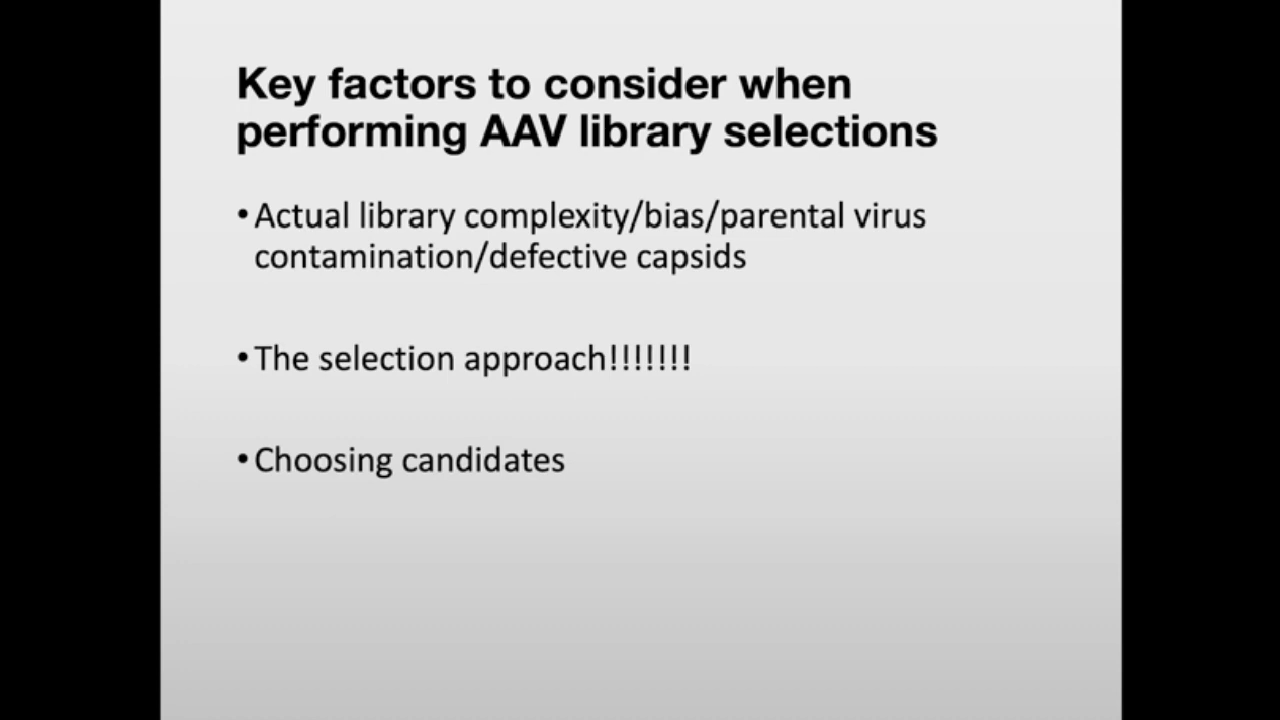 Key factors to consider when
performing AAV library selections
• Actual library complexity/bias/parental virus
contamination/defective capsids
• The selection approach!!!!!!!
• Choosing candidates